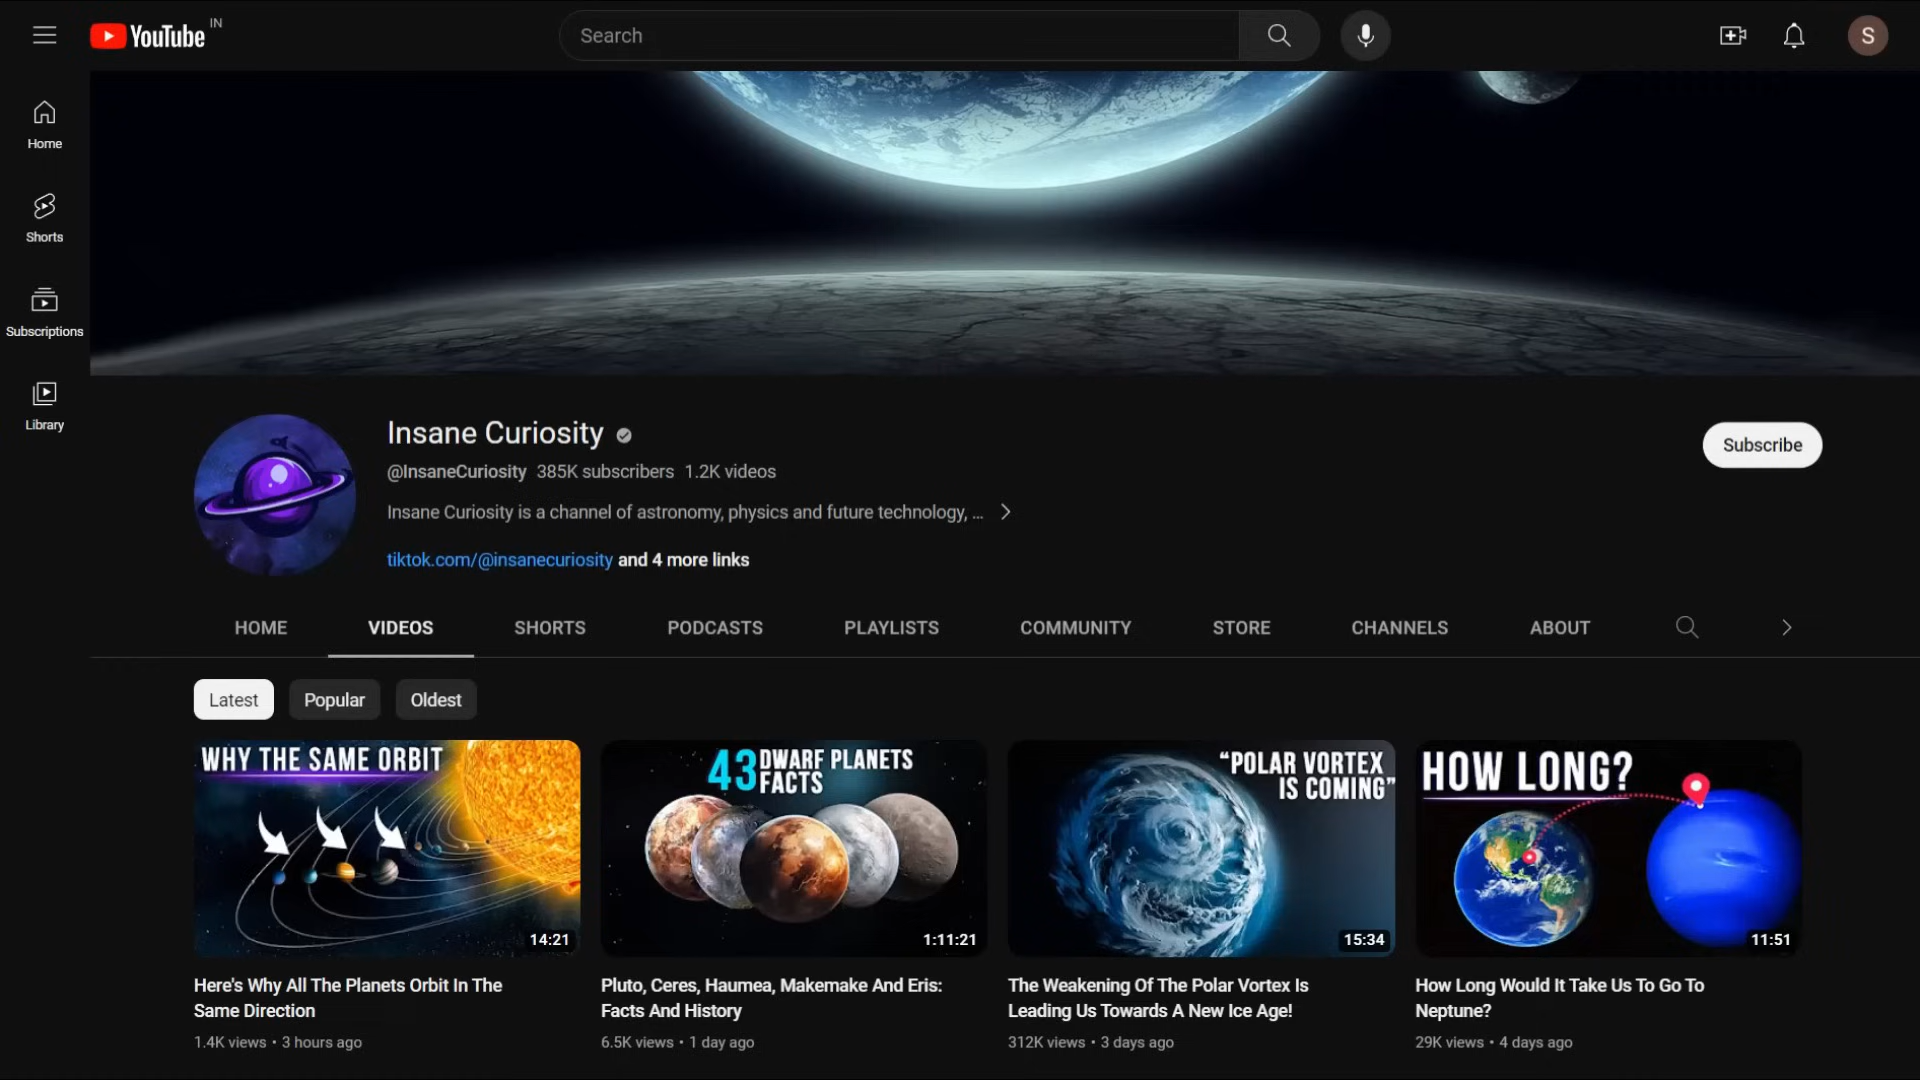 YouTube IN
Search
S
Home
Shorts
Subscriptions
Library
Insane Curiosity
@InsaneCuriosity 385K subscribers 1.2K videos
Insane Curiosity is a channel of astronomy, physics and future technology, ...
tiktok.com/@insanecuriosity and 4 more links
Subscribe
HOME VIDEOS SHORTS PODCASTS PLAYLISTS COMMUNITY STORE CHANNELS ABOUT
Latest Popular Oldest
WHY THE SAME ORBIT
14:21
Here's Why All The Planets Orbit In The
Same Direction
1.4K views • 3 hours ago
43 DWARF PLANETS
FACTS
1:11:21
Pluto, Ceres, Haumea, Makemake And Eris:
Facts And History
6.5K views • 1 day ago
“POLAR VORTEX
IS COMING”
15:34
The Weakening Of The Polar Vortex Is
Leading Us Towards A New Ice Age!
312K views • 3 days ago
HOW LONG?
11:51
How Long Would It Take Us To Go To
Neptune?
29K views • 4 days ago